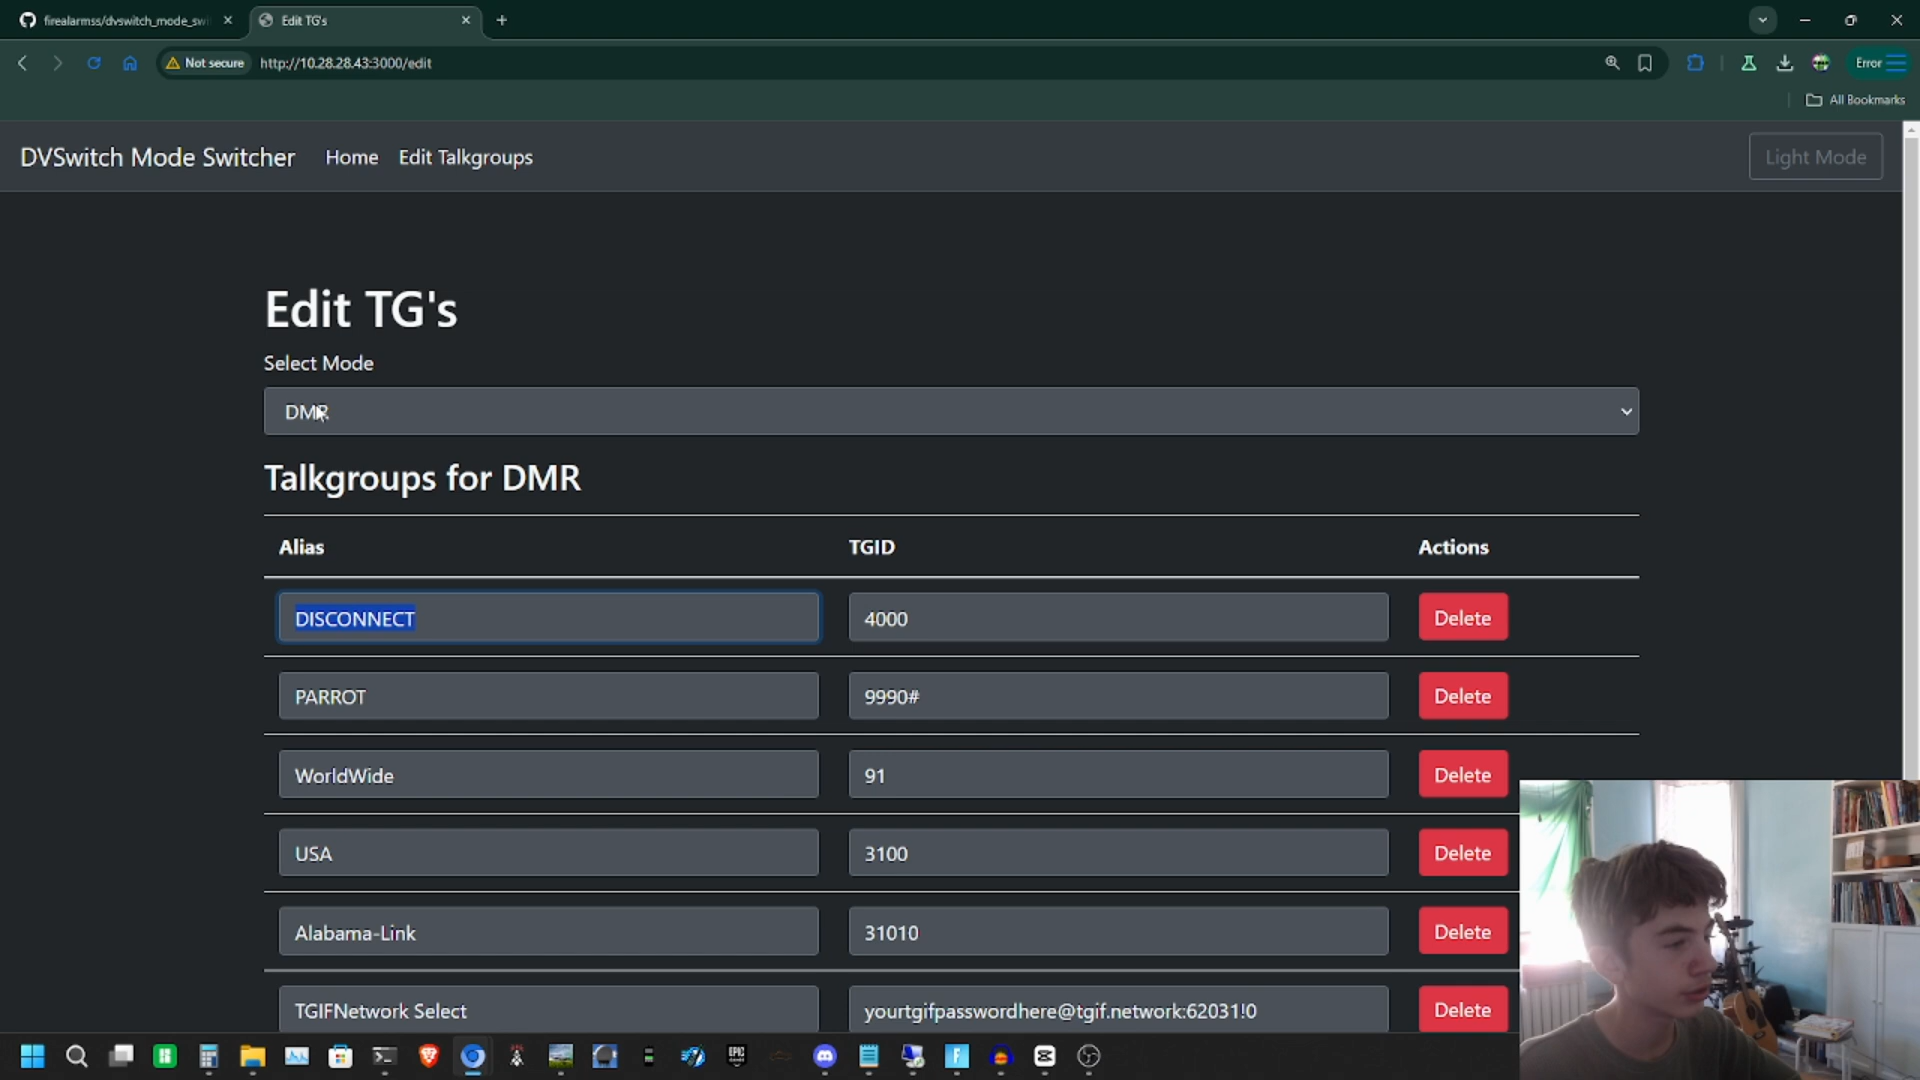 firealarmss/dvswitch_mode_swi
Edit TG's
Not secure
http://10.28.28.43:3000/edit
Error
All Bookmarks
DVSwitch Mode Switcher
Home
Edit Talkgroups
Light Mode
Edit TG's
Select Mode
DMR
Talkgroups for DMR
Alias TGID Actions
DISCONNECT 4000 Delete
PARROT 9990# Delete
WorldWide 91 Delete
USA 3100 Delete
Alabama-Link 31010 Delete
TGIFNetwork Select yourtgifpasswordhere@tgif.network:62031!0 Delete
EPIC